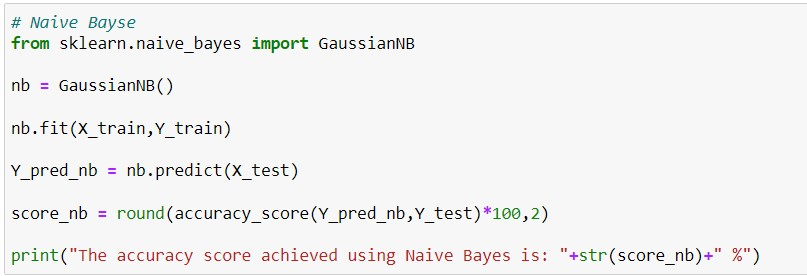 # Naive Bayse
from sklearn.naive_bayes import GaussianNB
nb = GaussianNB()
nb.fit(X_train,Y_train)
Y_pred_nb = nb.predict(X_test)
score_nb = round(accuracy_score(Y_pred_nb,Y_test)*100,2)
print("The accuracy score achieved using Naive Bayes is: "+str(score_nb)+" %")